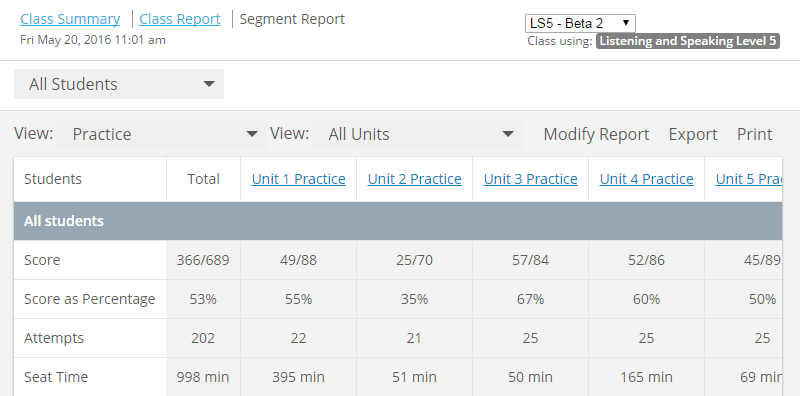 Class Summary Class Report Segment Report LS5 - Beta 2
Fri May 20, 2016 11:01 am Class using: Listening and Speaking Level 5
All Students
View: Practice View: All Units Modify Report Export Print
Students Total Unit 1 Practice Unit 2 Practice Unit 3 Practice Unit 4 Practice Unit 5 Prac
All students
Score 366/689 49/88 25/70 57/84 52/86 45/89
Score as Percentage 53% 55% 35% 67% 60% 50%
Attempts 202 22 21 25 25 25
Seat Time 998 min 395 min 51 min 50 min 165 min 69 min